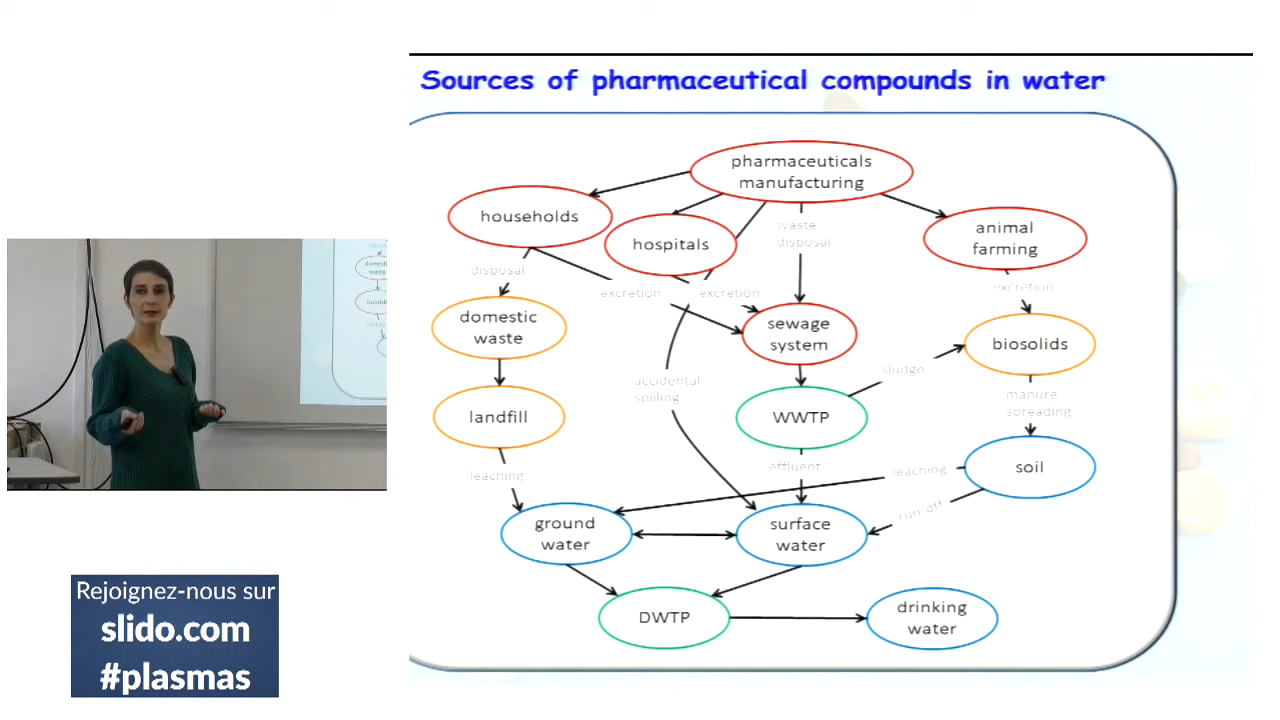 Sources of pharmaceutical compounds in water
pharmaceuticals
manufacturing
households
hospitals
waste
disposal
animal
farming
disposal
excretion
excretion
excretion
domestic
waste
sewage
system
biosolids
sludge
accidental
spilling
manure
spreading
landfill
WWTP
leaching
effluent
leaching
soil
run-off
ground
water
surface
water
DWTP
drinking
water
domestic
waste
Rejoignez-nous sur
slido.com
#plasmas